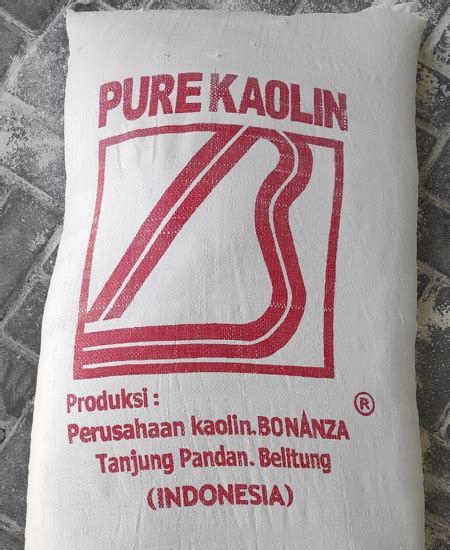 PURE KAOLIN
Produksi :
®
Perusahaan kaolin.BONANZA
Tanjung Pandan. Belitung
(INDONESIA)